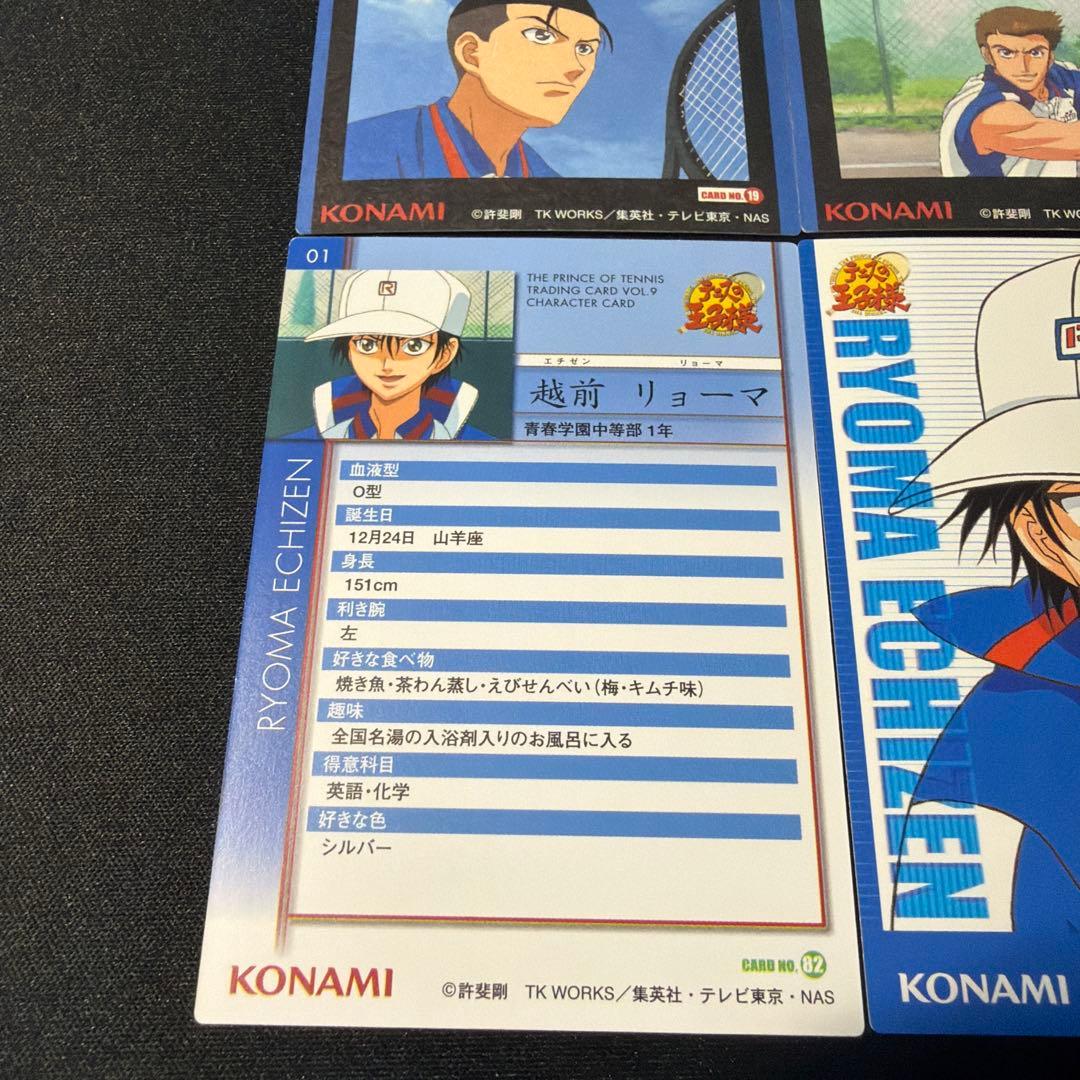 CARD NO. 19
KONAMI ©許斐剛 TK WORKS／集英社・テレビ東京・NAS
KONAMI ©許斐剛 TK
01
R
THE PRINCE OF TENNIS
TRADING CARD VOL.9
CHARACTER CARD
テニスの
王子様
エチゼン リョーマ
越前 リョーマ
青春学園中等部 1年
RYOMA ECHIZEN
血液型
O型
誕生日
12月24日 山羊座
身長
151cm
利き腕
左
好きな食べ物
焼き魚・茶わん蒸し・えびせんべい（梅・キムチ味）
趣味
全国名湯の入浴剤入りのお風呂に入る
得意科目
英語・化学
好きな色
シルバー
CARD NO. 82
KONAMI ©許斐剛 TK WORKS／集英社・テレビ東京・NAS
テニスの
王子様
RYOMA ECHIZEN
KONAMI